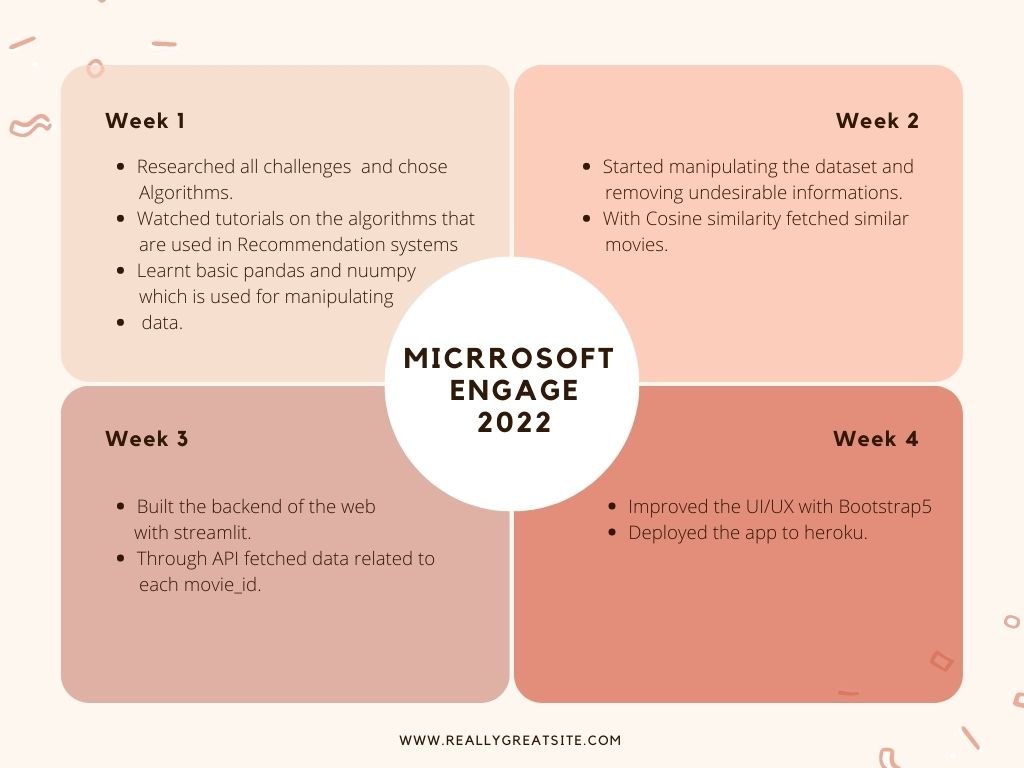 Week 1
• Researched all challenges  and chose
Algorithms.
• Watched tutorials on the algorithms that
are used in Recommendation systems
• Learnt basic pandas and nuumpy
which is used for manipulating
• data.
Week 2
• Started manipulating the dataset and
removing undesirable informations.
• With Cosine similarity fetched similar
movies.
MICRROSOFT
ENGAGE
2022
Week 3
• Built the backend of the web
with streamlit.
• Through API fetched data related to
each movie_id.
Week 4
• Improved the UI/UX with Bootstrap5
• Deployed the app to heroku.
WWW.REALLYGREATSITE.COM